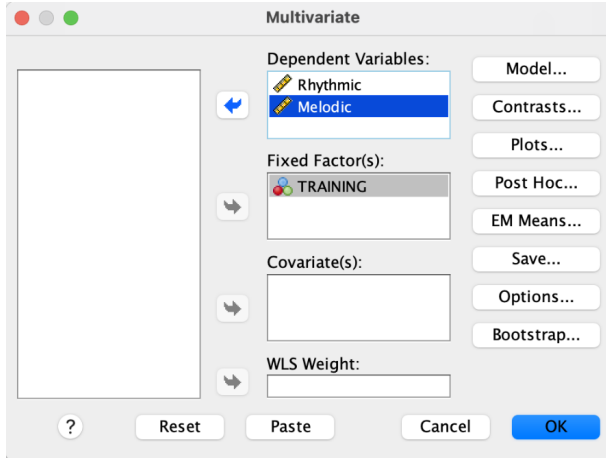 Multivariate
Dependent Variables:
Rhythmic
Melodic
Fixed Factor(s):
TRAINING
Covariate(s):
WLS Weight:
Model...
Contrasts...
Plots...
Post Hoc...
EM Means...
Save...
Options...
Bootstrap...
? Reset Paste Cancel OK